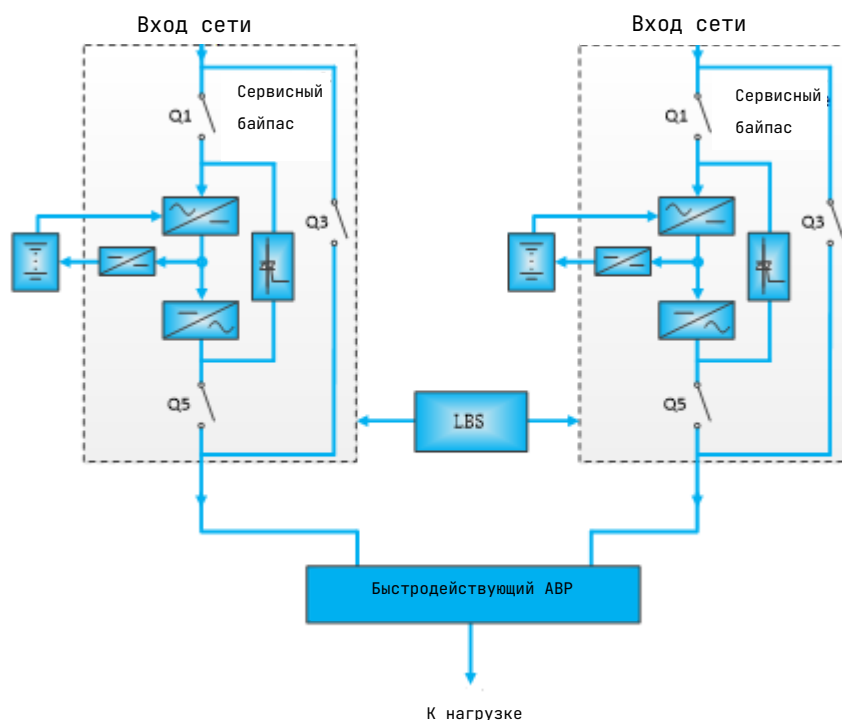 Вход сети
Вход сети
Сервисный
байпас
Q1
Q3
Q5
Сервисный
байпас
Q1
Q3
Q5
LBS
Быстродействующий АВР
К нагрузке